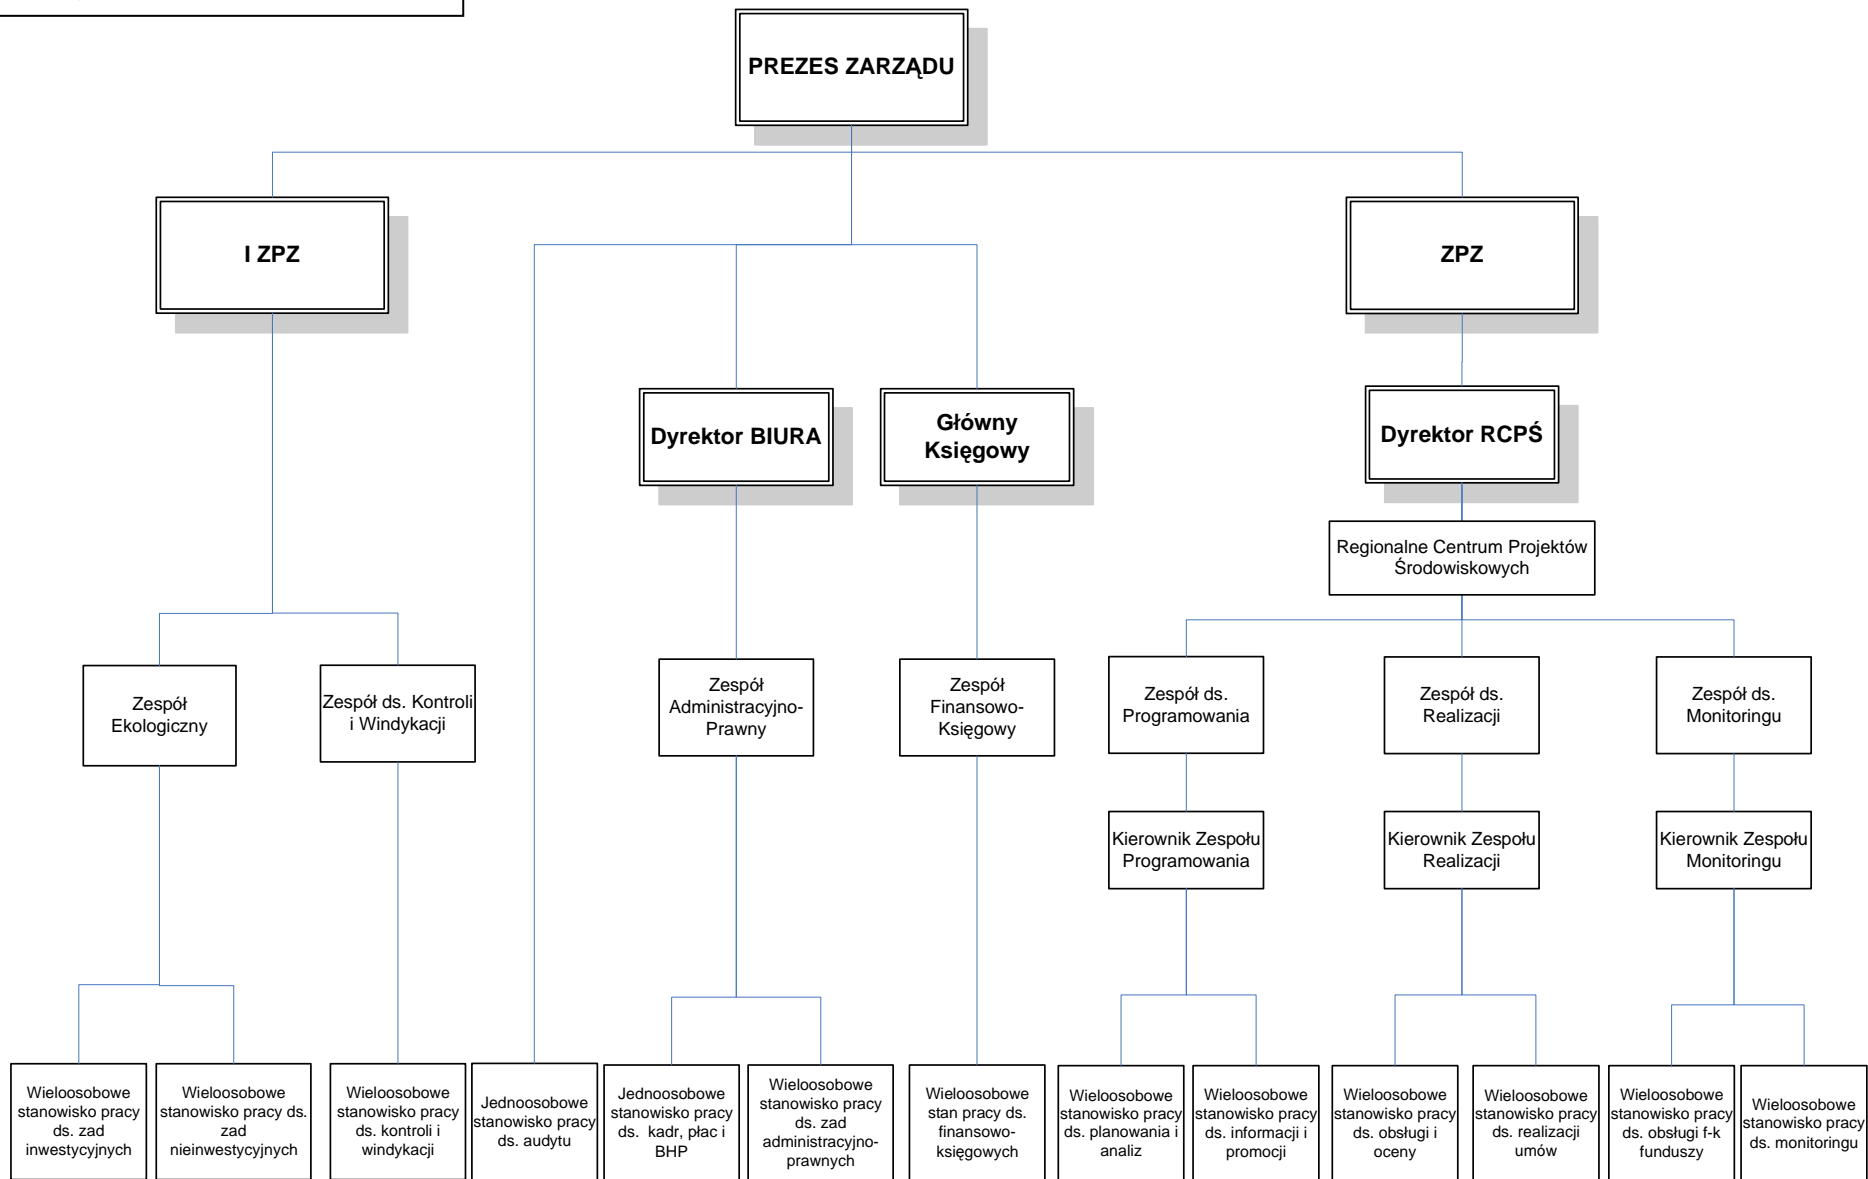 PREZES ZARZĄDU
I ZPZ
ZPZ
Dyrektor BIURA
Główny
Księgowy
Dyrektor RCPŚ
Regionalne Centrum Projektów
Środowiskowych
Zespół
Ekologiczny
Zespół ds. Kontroli
i Windykacji
Zespół
Administracyjno-
Prawny
Zespół
Finansowo-
Księgowy
Zespół ds.
Programowania
Zespół ds.
Realizacji
Zespół ds.
Monitoringu
Kierownik Zespołu
Programowania
Kierownik Zespołu
Realizacji
Kierownik Zespołu
Monitoringu
Wieloosobowe
stanowisko pracy
ds. zad
inwestycyjnych
Wieloosobowe
stanowisko pracy ds.
zad
nieinwestycyjnych
Wieloosobowe
stanowisko pracy
ds. kontroli i
windykacji
Jednoosobowe
stanowisko pracy
ds. audytu
Jednoosobowe
stanowisko pracy
ds. kadr, płac i
BHP
Wieloosobowe
stanowisko pracy
ds. zad
administracyjno-
prawnych
Wieloosobowe
stan pracy ds.
finansowo-
księgowych
Wieloosobowe
stanowisko pracy
ds. planowania i
analiz
Wieloosobowe
stanowisko pracy
ds. informacji i
promocji
Wieloosobowe
stanowisko pracy
ds. obsługi i
oceny
Wieloosobowe
stanowisko pracy
ds. realizacji
umów
Wieloosobowe
stanowisko pracy
ds. obsługi f-k
funduszy
Wieloosobowe
stanowisko pracy
ds. monitoringu